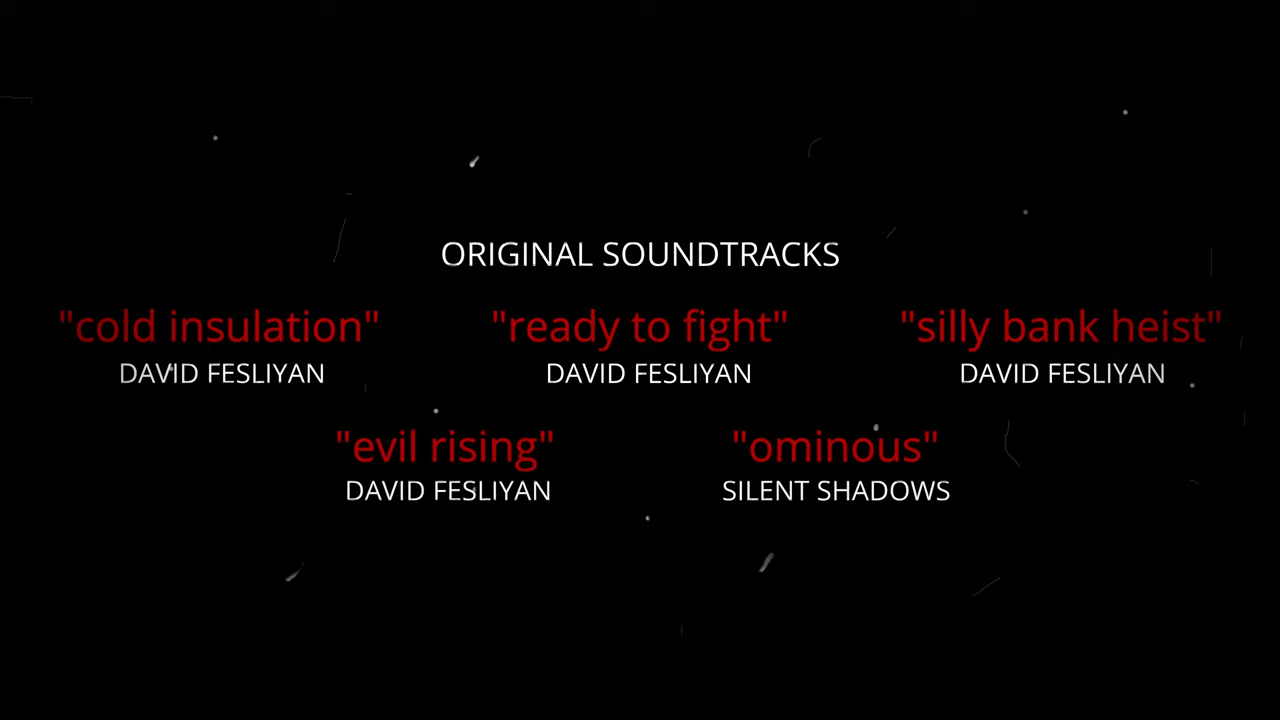 ORIGINAL SOUNDTRACKS
"cold insulation" "ready to fight" "silly bank heist"
DAVID FESLIYAN DAVID FESLIYAN DAVID FESLIYAN
"evil rising" "ominous"
DAVID FESLIYAN SILENT SHADOWS